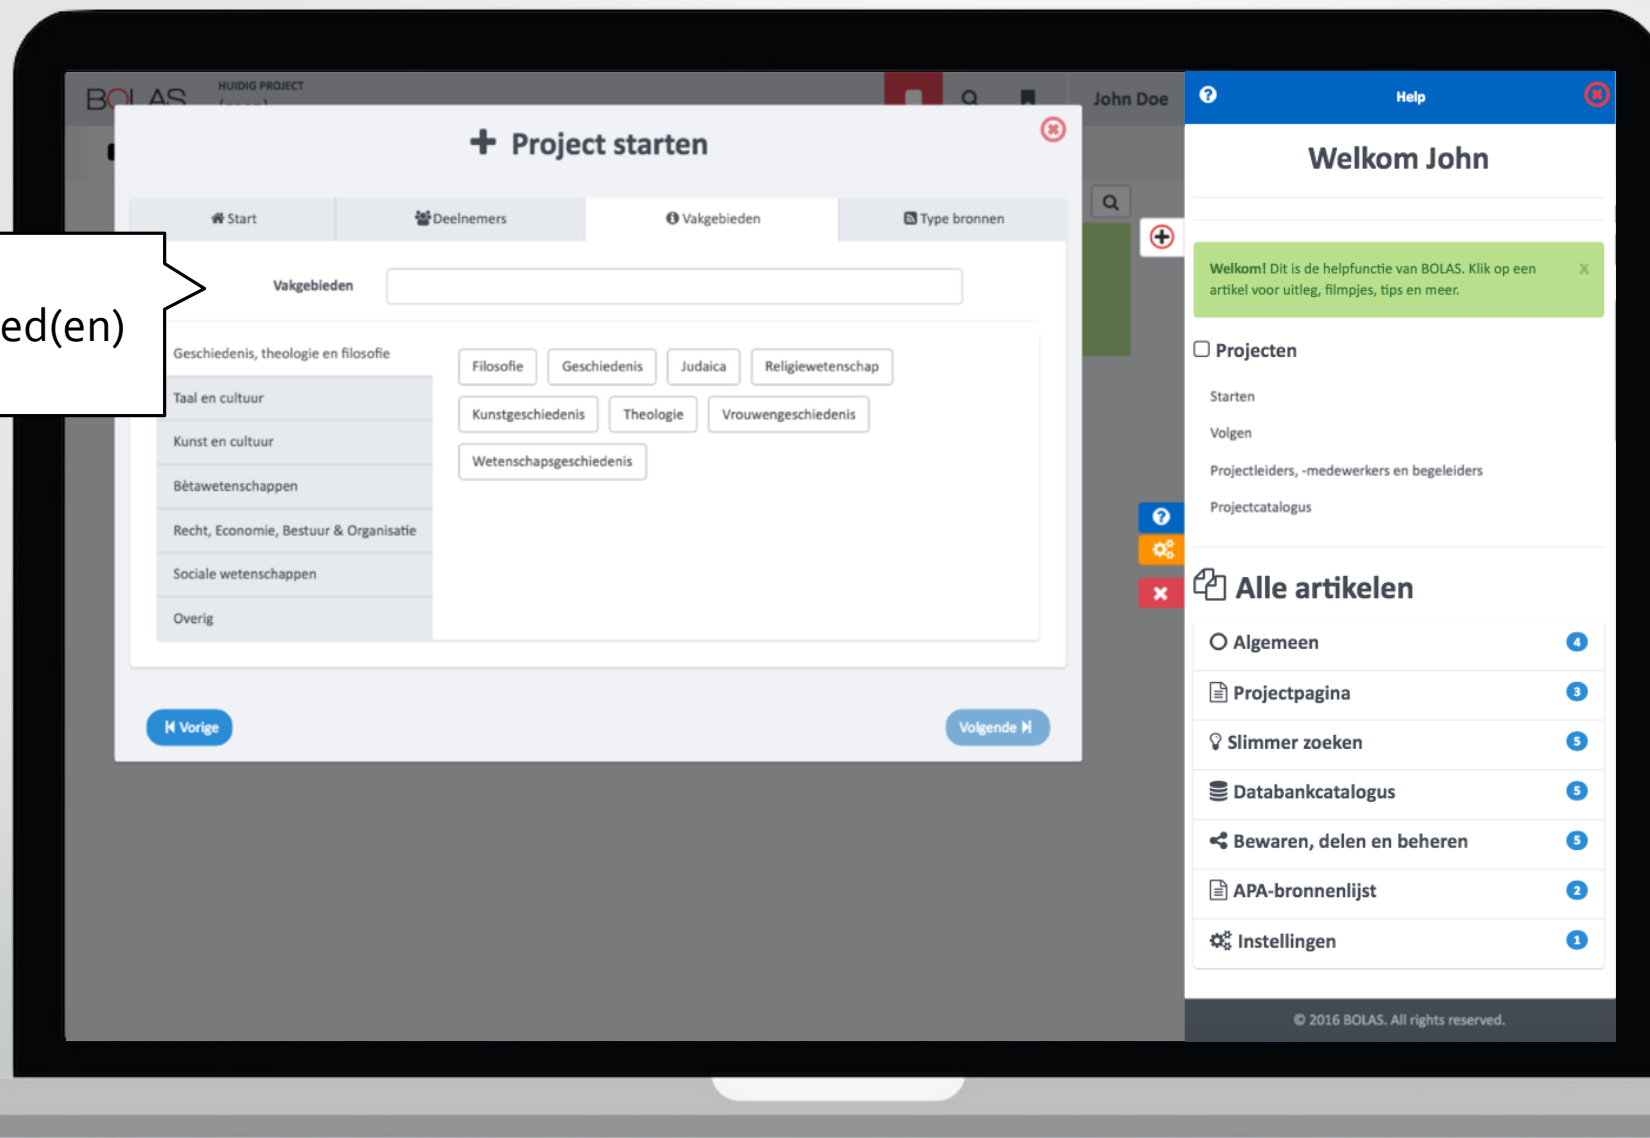 BOLAS
HUIDIG PROJECT
John Doe
Project starten
Start
Deelnemers
Vakgebieden
Type bronnen
ed(en)
Vakgebieden
Geschiedenis, theologie en filosofie
Taal en cultuur
Kunst en cultuur
Bètawetenschappen
Recht, Economie, Bestuur & Organisatie
Sociale wetenschappen
Overig
Filosofie Geschiedenis Judaica Religiewetenschap
Kunstgeschiedenis Theologie Vrouwengeschiedenis
Wetenschapsgeschiedenis
Vorige
Volgende
Help
Welkom John
Welkom! Dit is de helpfunctie van BOLAS. Klik op een
artikel voor uitleg, filmpjes, tips en meer.
X
Projecten
Starten
Volgen
Projectleiders, -medewerkers en begeleiders
Projectcatalogus
Alle artikelen
Algemeen 4
Projectpagina 3
Slimmer zoeken 5
Databankcatalogus 5
Bewaren, delen en beheren 5
APA-bronnenlijst 2
Instellingen 1
© 2016 BOLAS. All rights reserved.